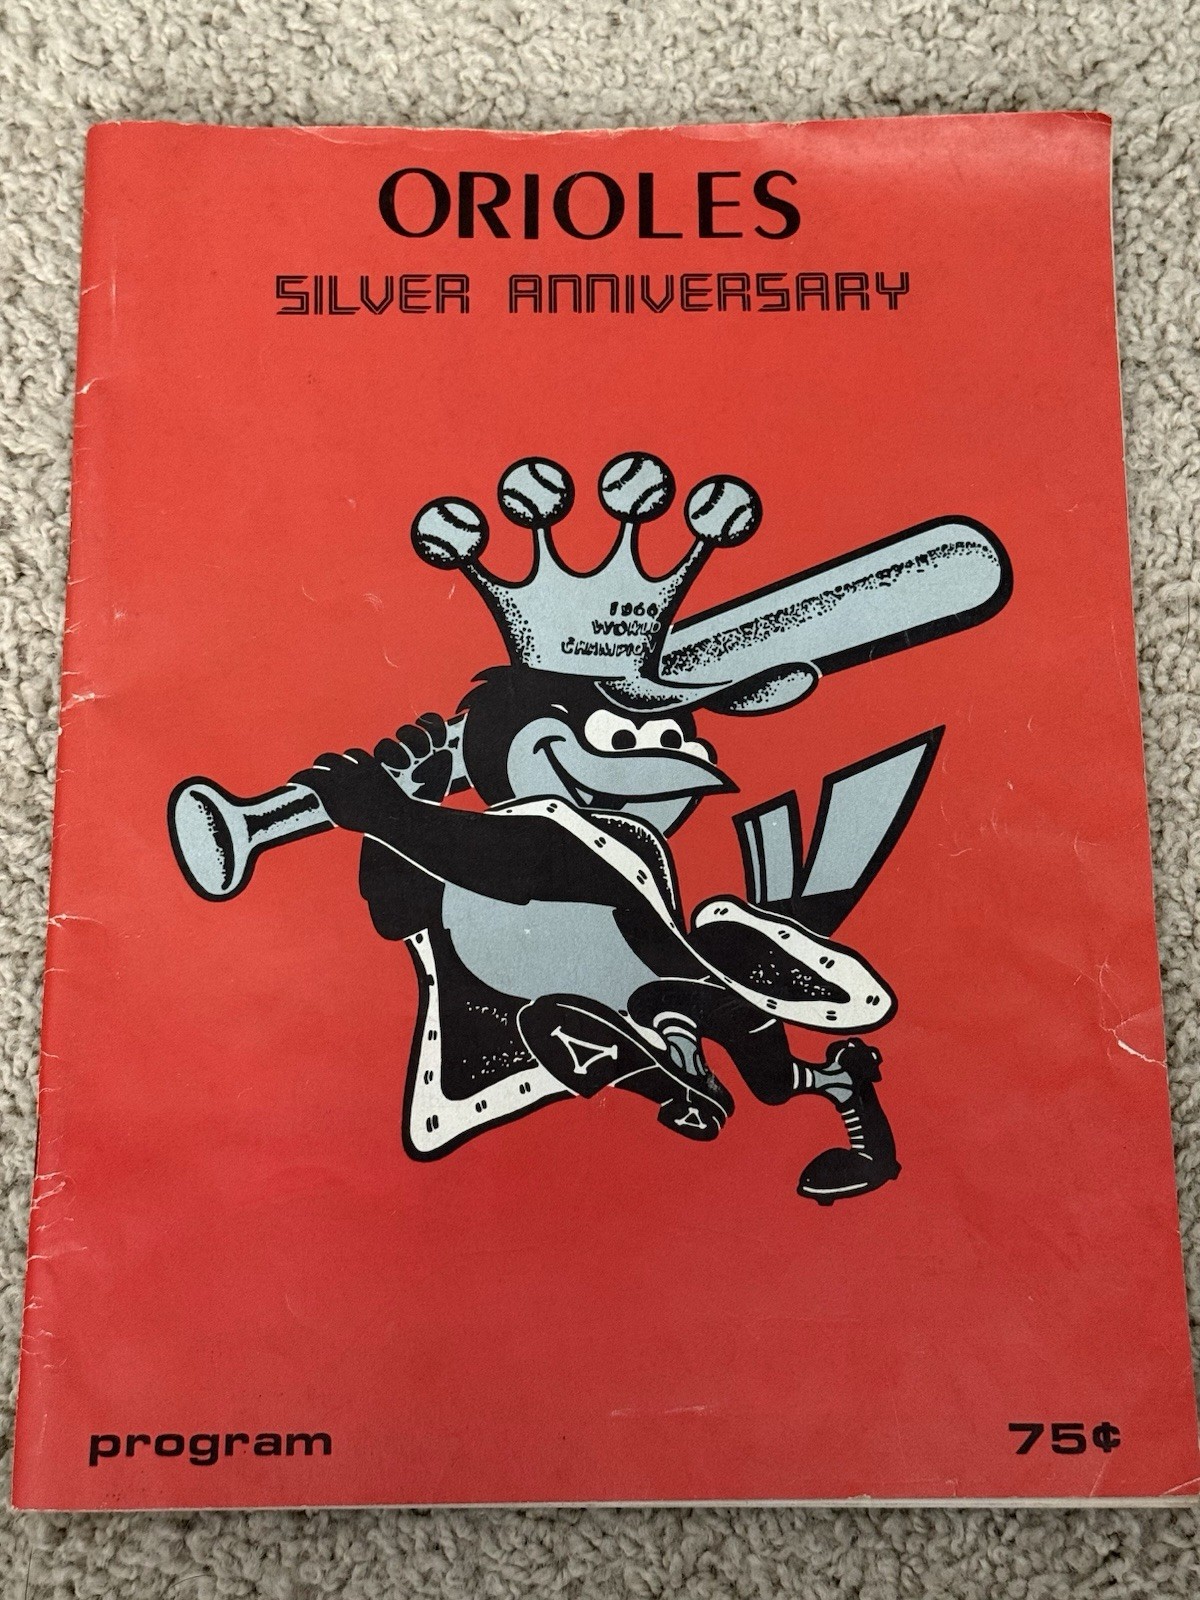 ORIOLES
SILVER ANNIVERSARY
1966
WORLD
CHAMPION
program
75¢